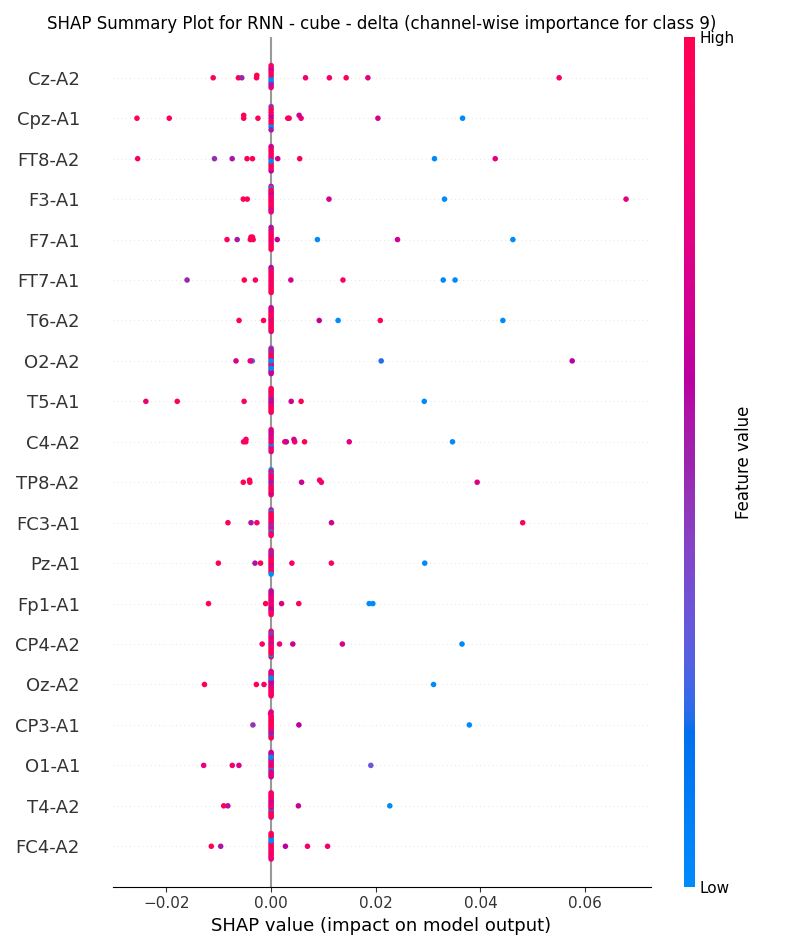 SHAP Summary Plot for RNN - cube - delta (channel-wise importance for class 9)
High
Cz-A2
Cpz-A1
FT8-A2
F3-A1
F7-A1
FT7-A1
T6-A2
O2-A2
T5-A1
C4-A2
TP8-A2
FC3-A1
Pz-A1
Fp1-A1
CP4-A2
Oz-A2
CP3-A1
O1-A1
T4-A2
FC4-A2
Feature value
Low
−0.02 0.00 0.02 0.04 0.06
SHAP value (impact on model output)